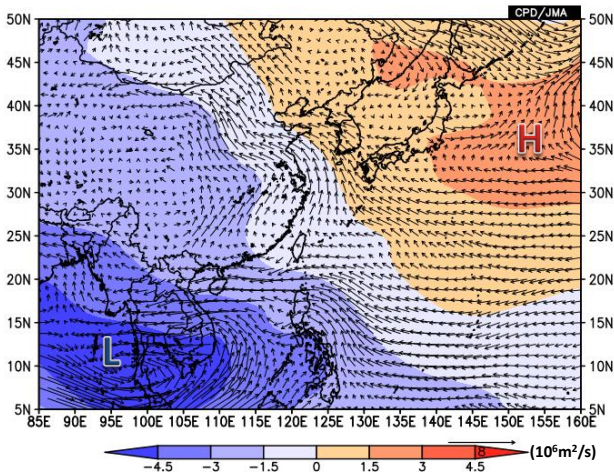 CPD/JMA
50N 50N
45N 45N
40N 40N
35N H 35N
30N 30N
25N 25N
20N 20N
15N 15N
10N L 10N
5N 5N
85E 90E 95E 100E 105E 110E 115E 120E 125E 130E 135E 140E 145E 150E 155E 160E
8
-4.5 -3 -1.5 0 1.5 3 4.5 (10⁶m²/s)